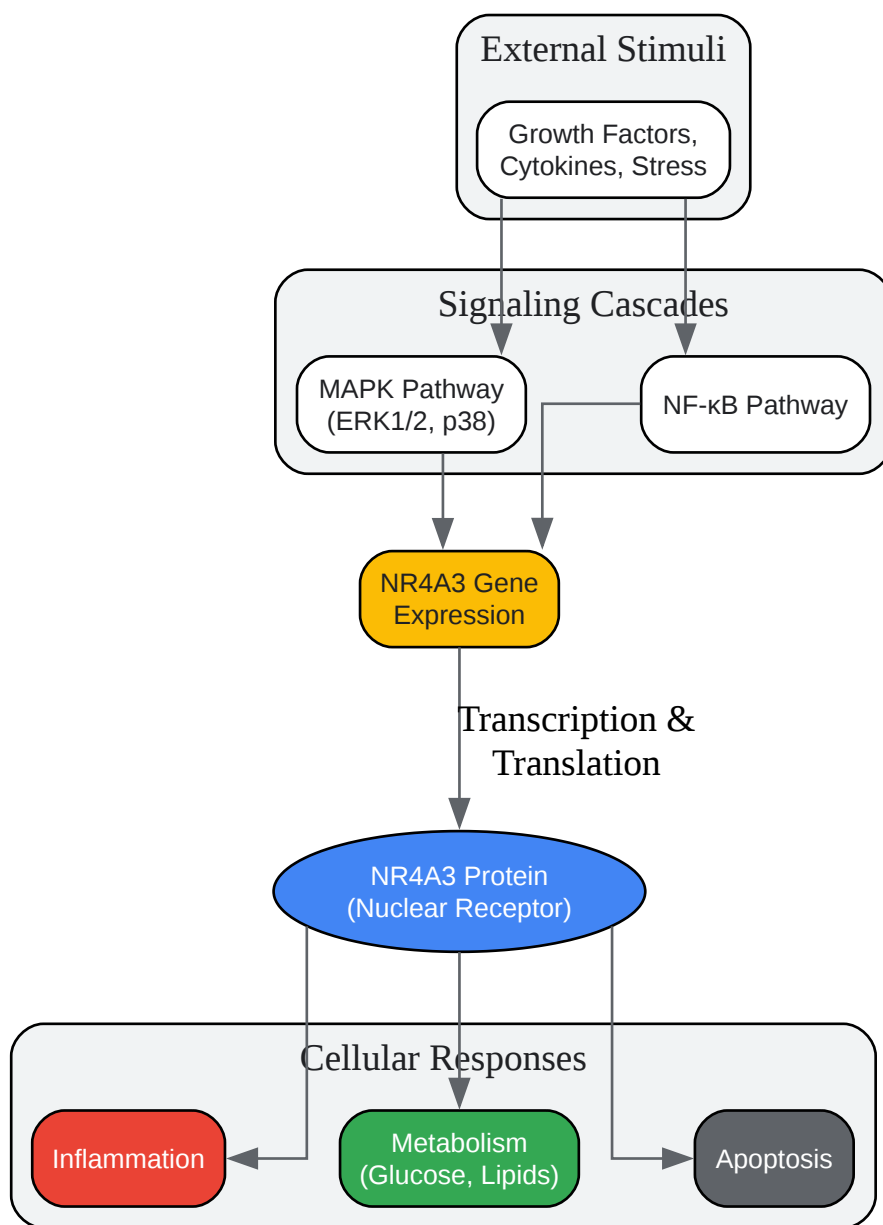 External Stimuli
Growth Factors,
Cytokines, Stress
Signaling Cascades
MAPK Pathway
(ERK1/2, p38)
NF-κB Pathway
NR4A3 Gene
Expression
Transcription &
Translation
NR4A3 Protein
(Nuclear Receptor)
Cellular Responses
Inflammation
Metabolism
(Glucose, Lipids)
Apoptosis